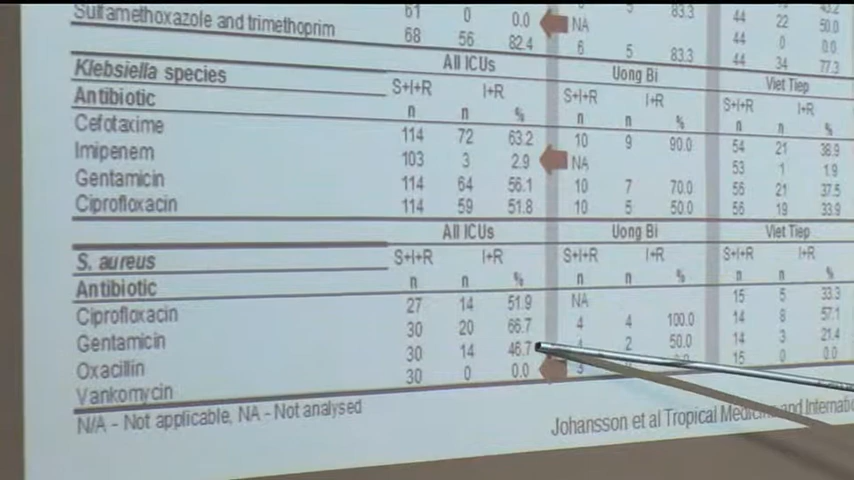 Sulfamethoxazole and trimethoprim 61 0 0.0 NA 44 22 50.0
68 56 82.4 6 5 83.3 44 0 0.0
44 34 77.3
Klebsiella species All ICUs Uong Bi Viet Tiep
Antibiotic S+I+R I+R S+I+R I+R S+I+R I+R
n n % n n % n n %
Cefotaxime 114 72 63.2 10 9 90.0 54 21 38.9
Imipenem 103 3 2.9 NA 53 1 1.9
Gentamicin 114 64 56.1 10 7 70.0 56 21 37.5
Ciprofloxacin 114 59 51.8 10 5 50.0 56 19 33.9
All ICUs Uong Bi Viet Tiep
S. aureus S+I+R I+R S+I+R I+R S+I+R I+R
Antibiotic n n % n n % n n %
Ciprofloxacin 27 14 51.9 NA 15 5 33.3
Gentamicin 30 20 66.7 4 4 100.0 14 8 57.1
Oxacillin 30 14 46.7 2 50.0 14 3 21.4
Vankomycin 30 0 0.0 3 15 0 0.0
N/A - Not applicable, NA - Not analysed
Johansson et al Tropical Medicine and